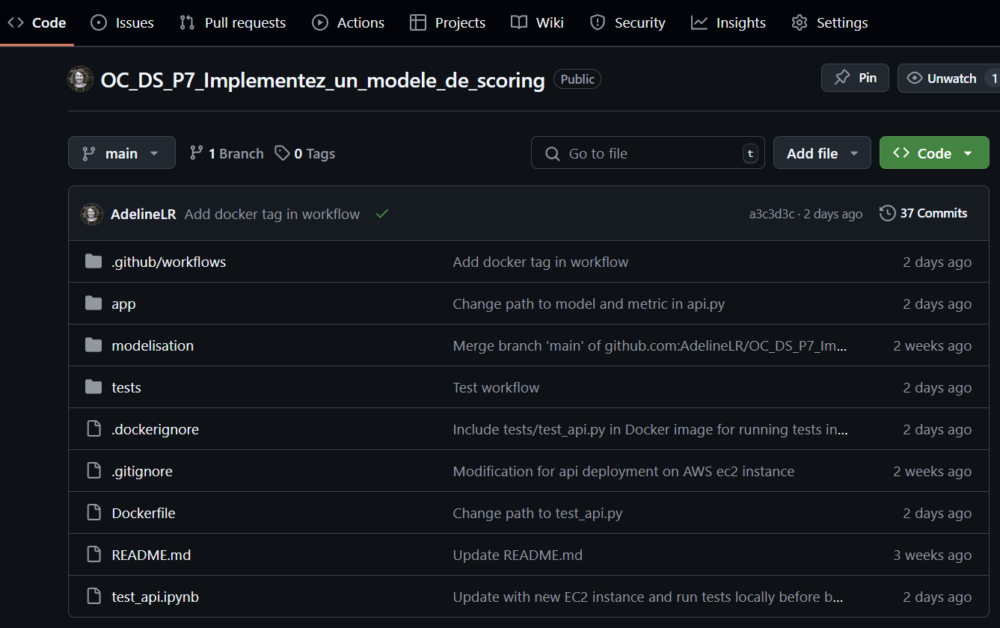 Code Issues Pull requests Actions Projects Wiki Security Insights Settings
OC_DS_P7_Implementez_un_modele_de_scoring Public Pin Unwatch 1
main 1 Branch 0 Tags Go to file t Add file Code
AdelineLR Add docker tag in workflow a3c3d3c · 2 days ago 37 Commits
.github/workflows Add docker tag in workflow 2 days ago
app Change path to model and metric in api.py 2 days ago
modelisation Merge branch 'main' of github.com:AdelineLR/OC_DS_P7_Im... 2 weeks ago
tests Test workflow 2 days ago
.dockerignore Include tests/test_api.py in Docker image for running tests in... 2 days ago
.gitignore Modification for api deployment on AWS ec2 instance 2 weeks ago
Dockerfile Change path to test_api.py 2 days ago
README.md Update README.md 3 weeks ago
test_api.ipynb Update with new EC2 instance and run tests locally before b... 2 days ago